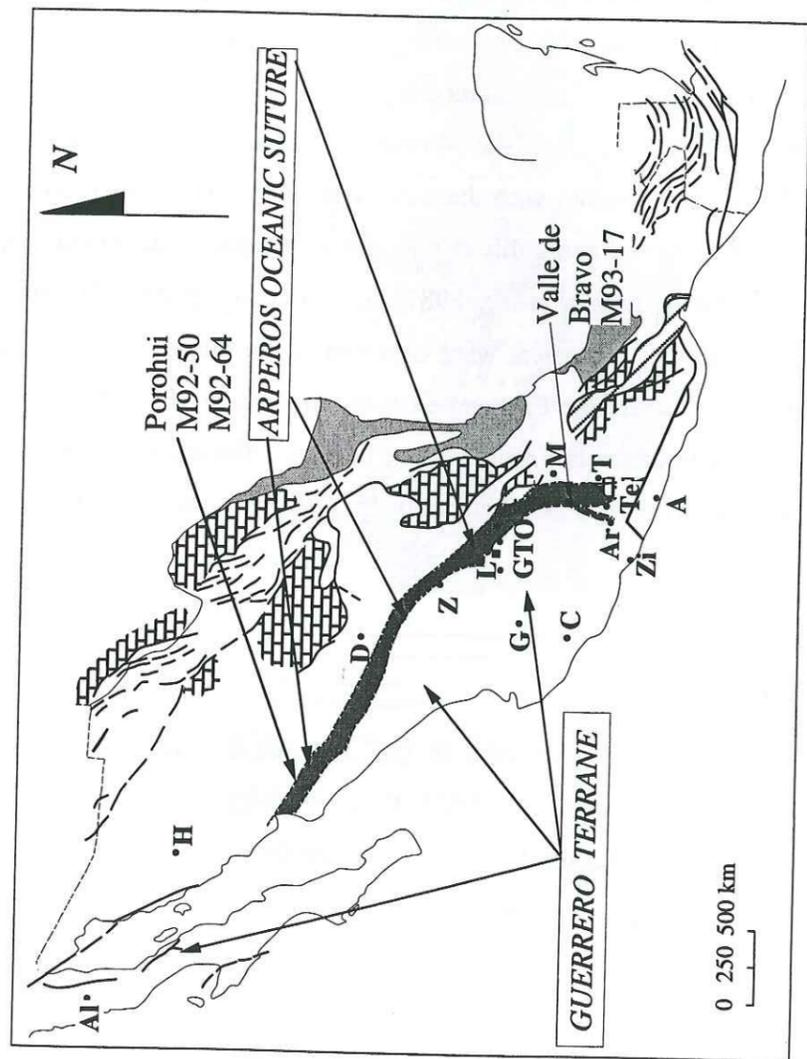 N
ARPEROS OCEANIC SUTURE
Porohui
M92-50
M92-64
Valle de
Bravo
M93-17
M
T
Tel
A
Ar
Zi
L
GTO
Z
G
C
D
H
Al
GUERRERO TERRANE
0 250 500 km